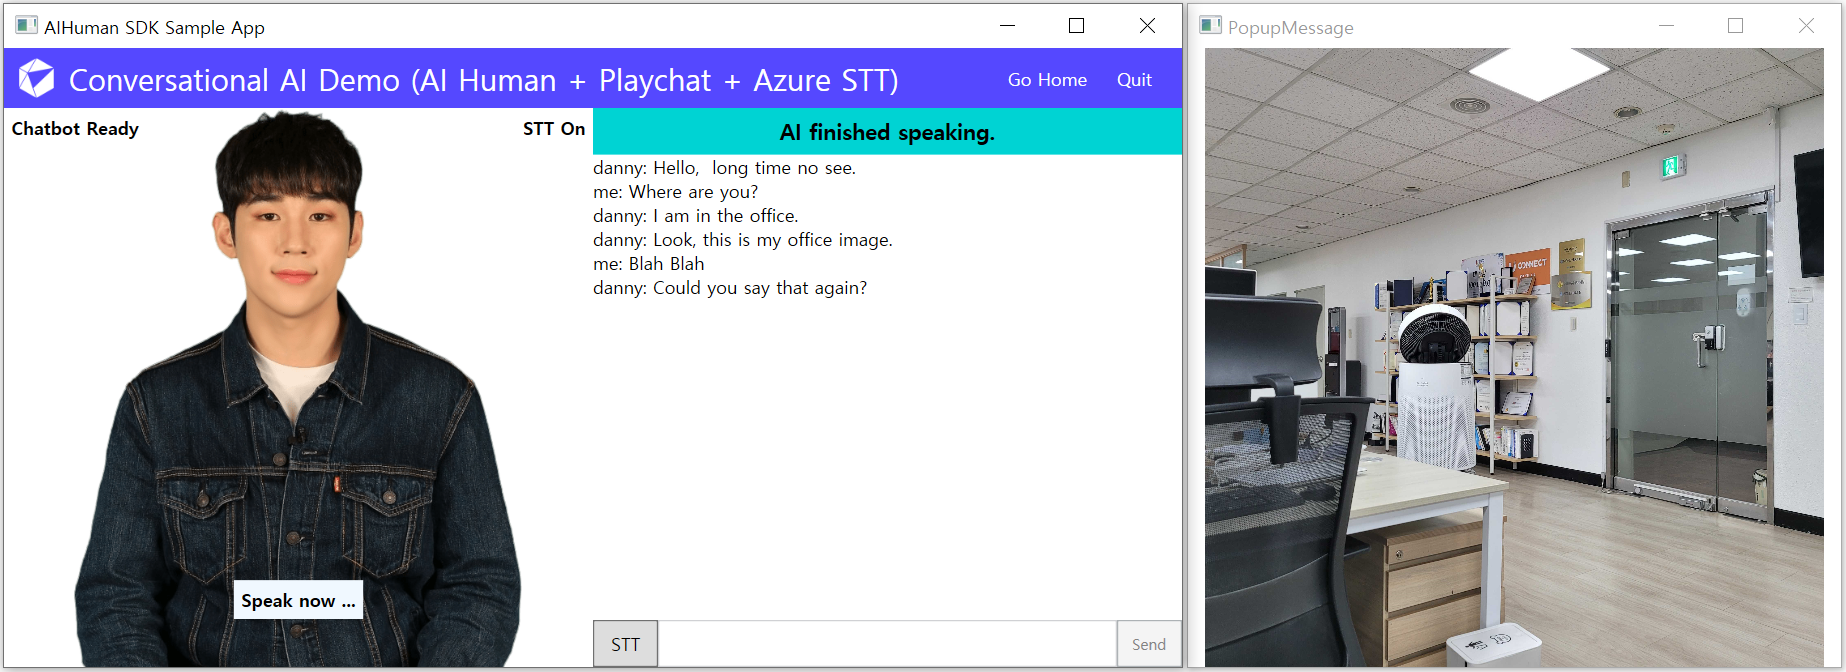 AIHuman SDK Sample App
Conversational AI Demo (AI Human + Playchat + Azure STT)
Go Home
Quit
Chatbot Ready
STT On
Speak now ...
AI finished speaking.
danny: Hello,  long time no see.
me: Where are you?
danny: I am in the office.
danny: Look, this is my office image.
me: Blah Blah
danny: Could you say that again?
STT
Send
PopupMessage
CONNECT